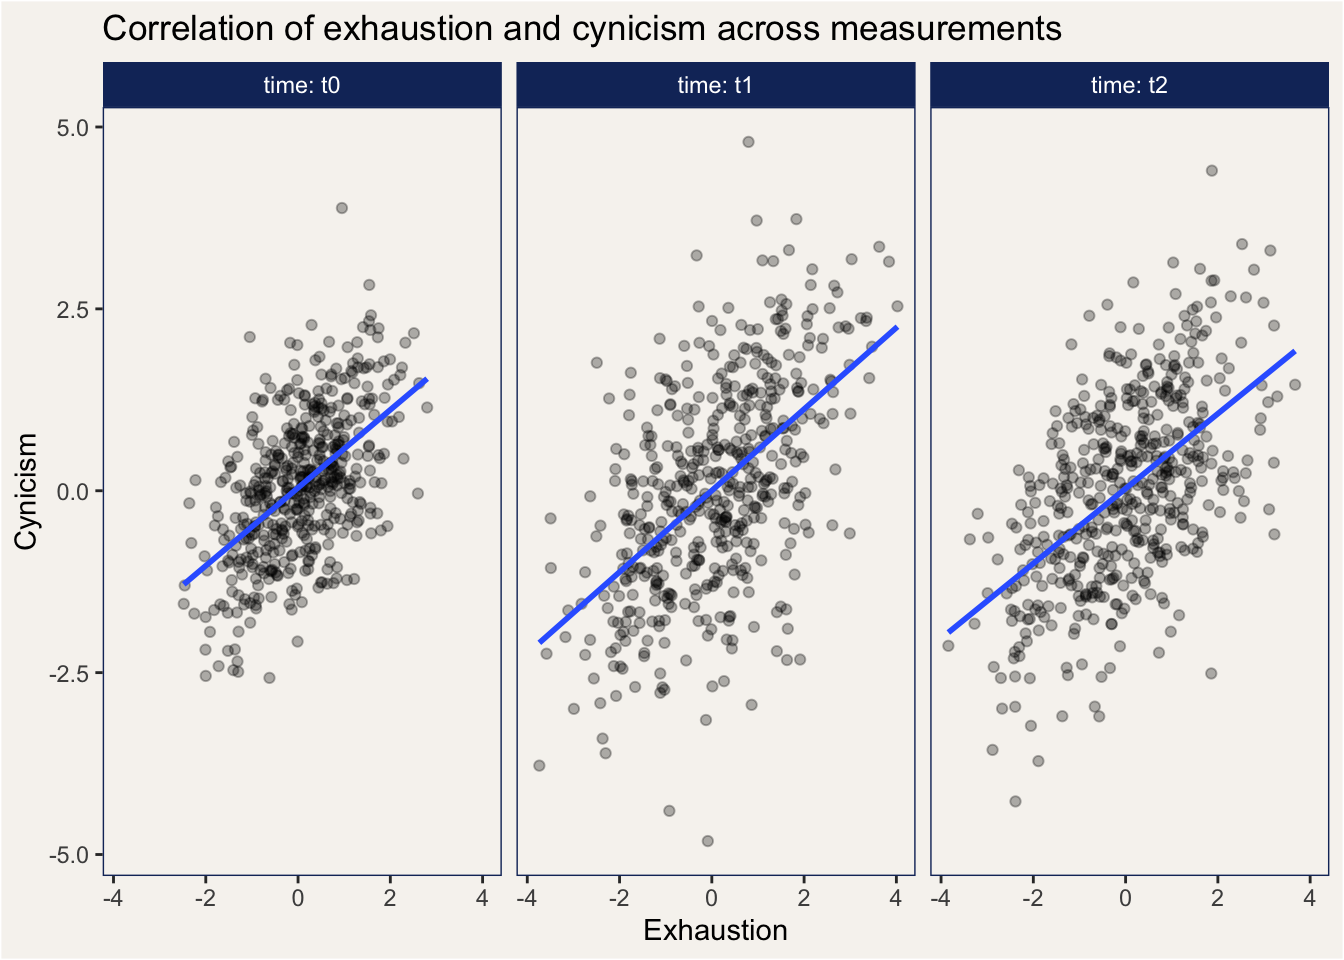 Correlation of exhaustion and cynicism across measurements
time: t0
time: t1
time: t2
5.0
2.5
0.0
-2.5
-5.0
Cynicism
-4 -2 0 2 4
-4 -2 0 2 4
-4 -2 0 2 4
Exhaustion